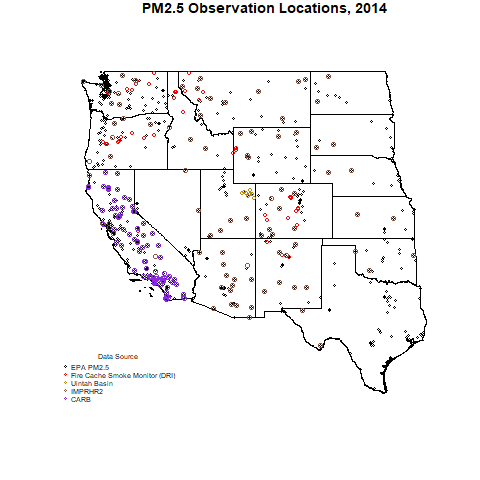 PM2.5 Observation Locations, 2014
Data Source
EPA PM2.5
Fire Cache Smoke Monitor (DRI)
Uintah Basin
IMPRHR2
CARB